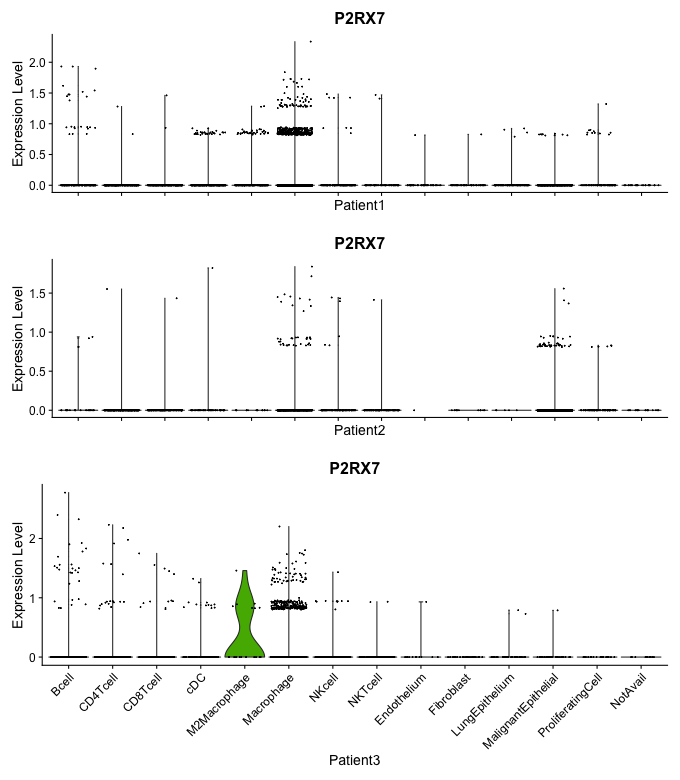 P2RX7
Expression Level
2.0
1.5
1.0
0.5
0.0
Patient1
P2RX7
Expression Level
1.5
1.0
0.5
0.0
Patient2
P2RX7
Expression Level
2
1
0
Bcell
CD4Tcell
CD8Tcell
cDC
M2Macrophage
Macrophage
NKcell
NKTcell
Endothelium
Fibroblast
LungEpithelium
MalignantEpithelial
ProliferatingCell
NotAvail
Patient3